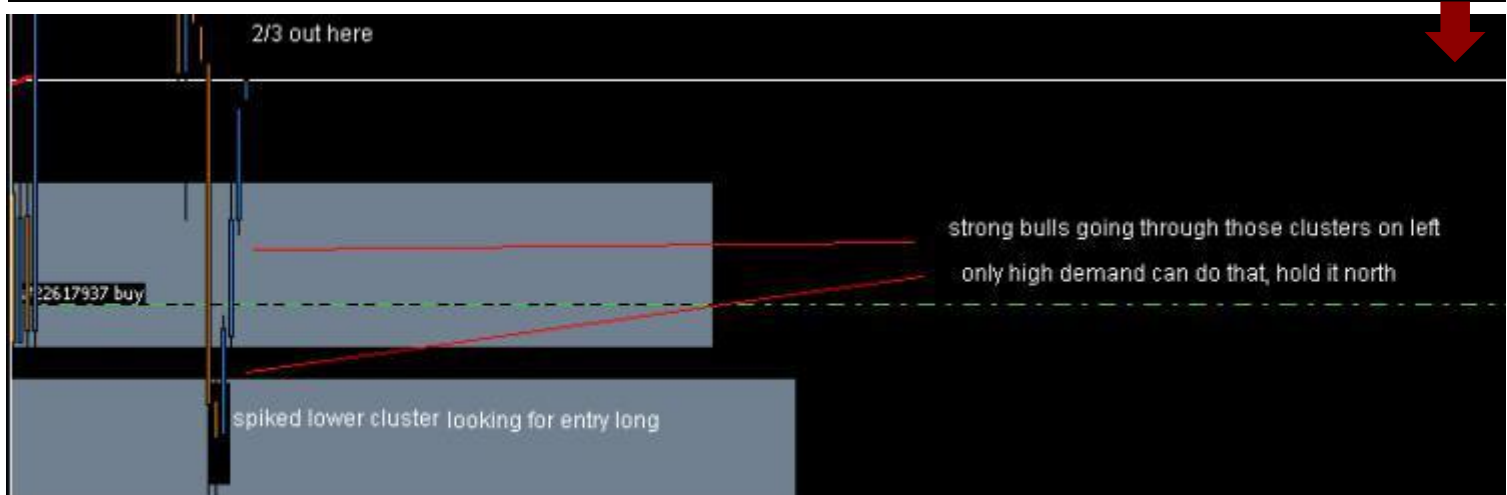 2/3 out here
strong bulls going through those clusters on left
only high demand can do that, hold it north
22617937 buy
spiked lower cluster looking for entry long